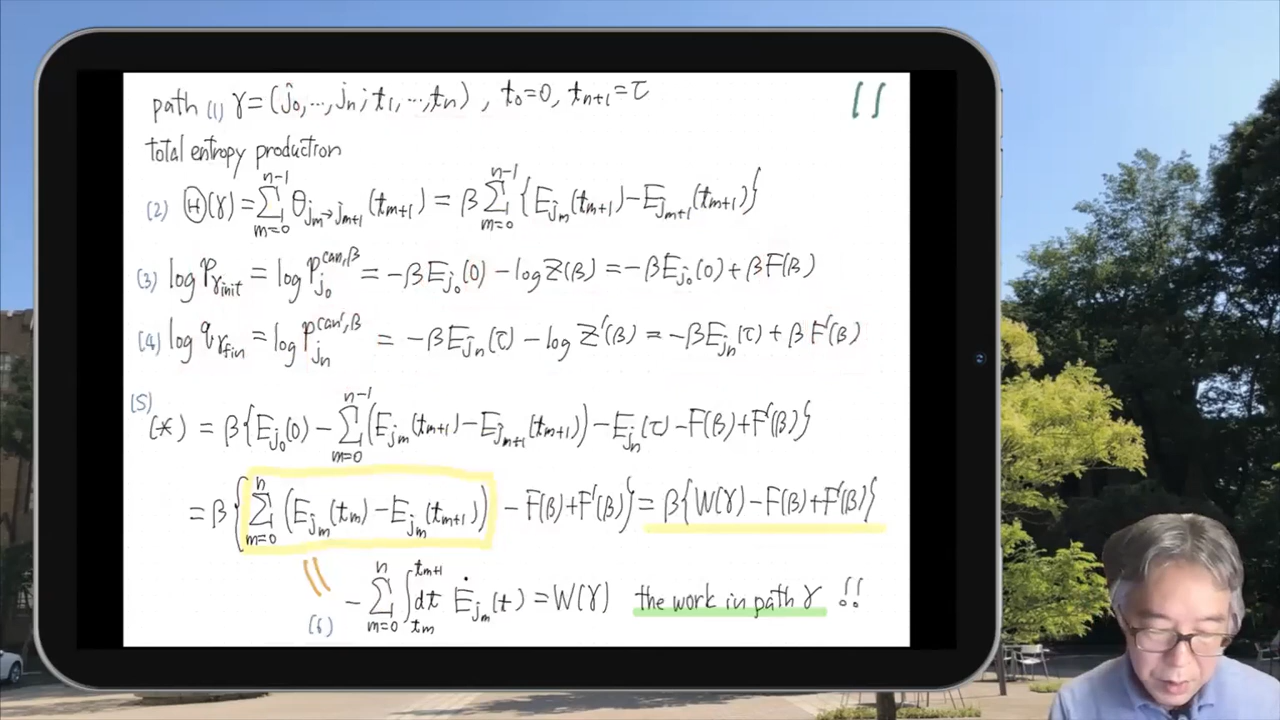 path (1) γ=(j₀,…,jₙ; t₁,…,tₙ), t₀=0, tₙ₊₁=τ
11
total entropy production
(2) Ⓗ(γ)=∑_{m=0}^{n-1} θ_{jₘ→jₘ₊₁}(tₘ₊₁) = β∑_{m=0}^{n-1}{E_{jₘ}(tₘ₊₁)−E_{jₘ₊₁}(tₘ₊₁)}
(3) log p_{γinit} = log p_{j₀}^{can,β} = −βE_{j₀}(0) − log Z(β) = −βE_{j₀}(0)+βF(β)
(4) log q_{γfin} = log p_{jₙ}^{can',β} = −βE_{jₙ}(τ) − log Z'(β) = −βE_{jₙ}(τ)+βF'(β)
(5) (*) = β{E_{j₀}(0) − ∑_{m=0}^{n-1}(E_{jₘ}(tₘ₊₁)−E_{jₘ₊₁}(tₘ₊₁)) − E_{jₙ}(τ) − F(β)+F'(β)}
= β{∑_{m=0}^{n}(E_{jₘ}(tₘ)−E_{jₘ}(tₘ₊₁)) − F(β)+F'(β)} = β{W(γ)−F(β)+F'(β)}
(6) −∑_{m=0}^{n}∫_{tₘ}^{tₘ₊₁}dt Ė_{jₘ}(t) = W(γ) the work in path γ !!